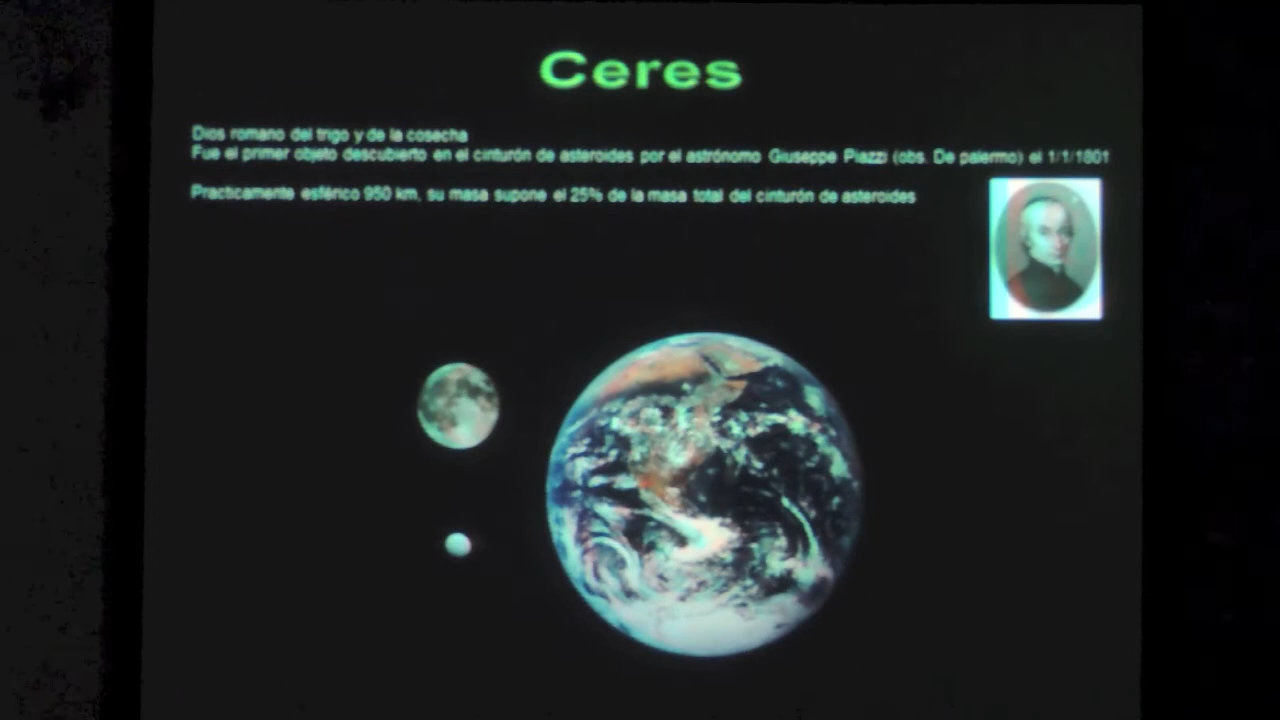 Ceres
Dios romano del trigo y de la cosecha
Fue el primer objeto descubierto en el cinturón de asteroides por el astrónomo Giuseppe Piazzi (obs. De palermo) el 1/1/1801
Practicamente esférico 950 km, su masa supone el 25% de la masa total del cinturón de asteroides